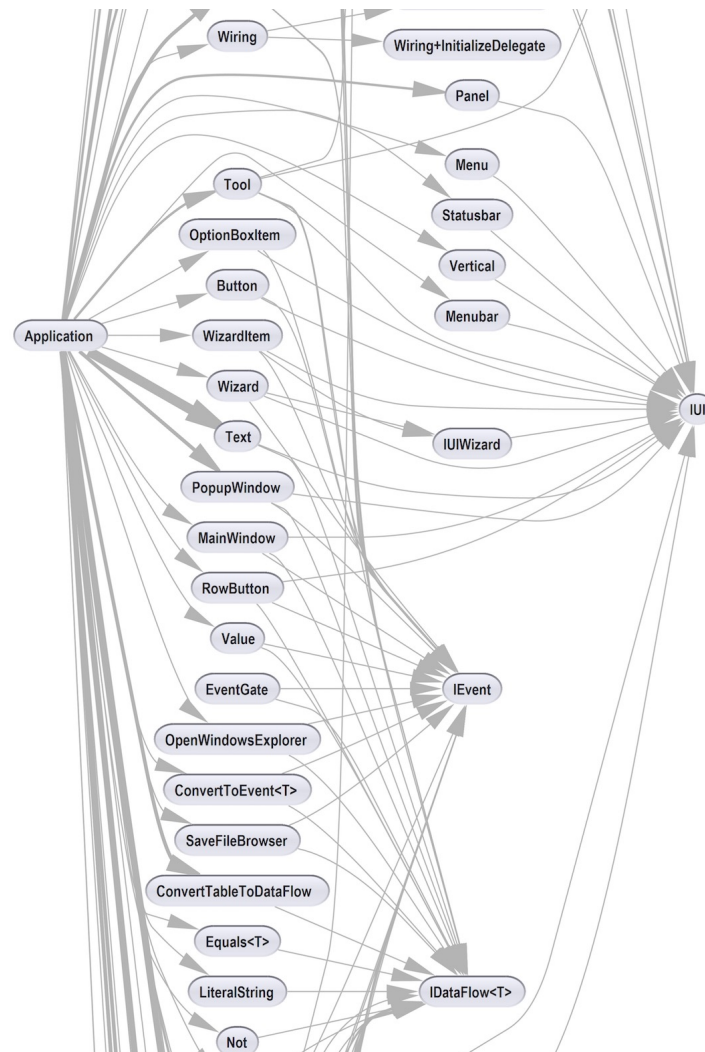 Wiring
Wiring+InitializeDelegate
Panel
Menu
Tool
Statusbar
OptionBoxItem
Vertical
Button
Menubar
Application
WizardItem
Wizard
IUI
Text
IUIWizard
PopupWindow
MainWindow
RowButton
Value
EventGate
IEvent
OpenWindowsExplorer
ConvertToEvent<T>
SaveFileBrowser
ConvertTableToDataFlow
Equals<T>
LiteralString
IDataFlow<T>
Not